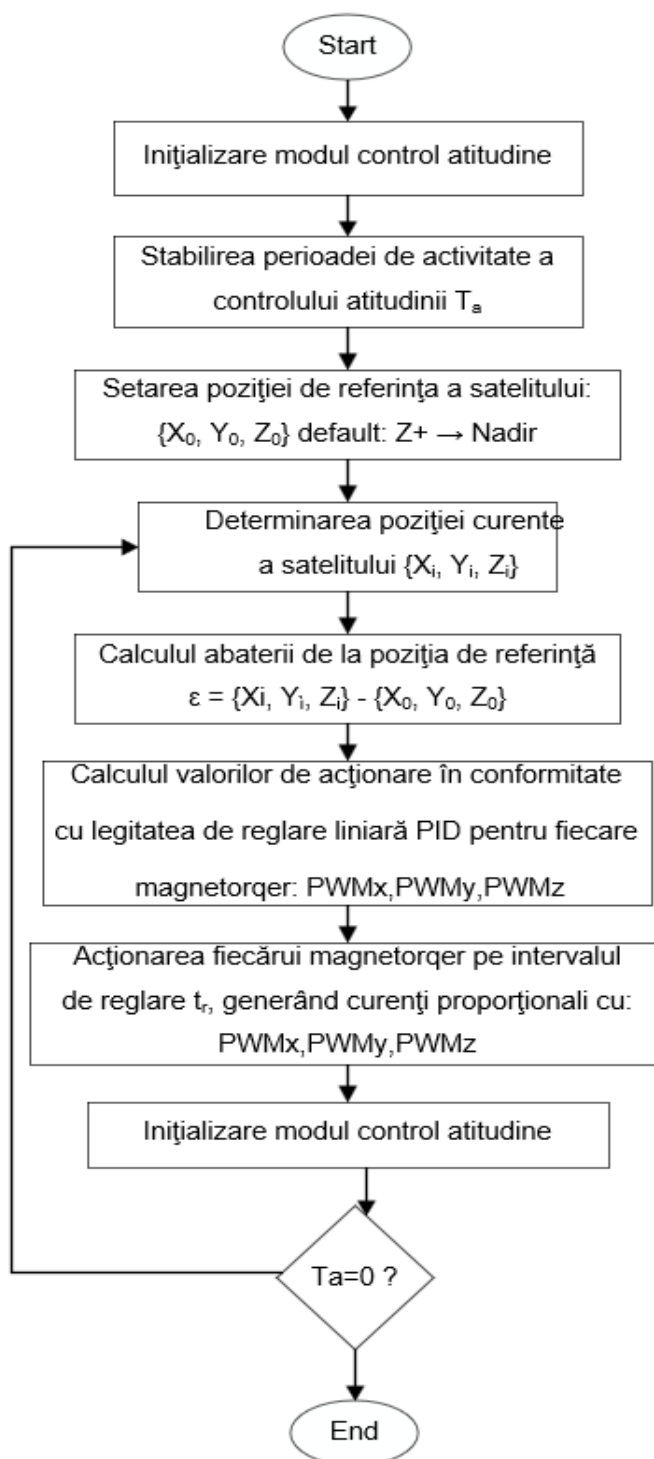 Start
Iniţializare modul control atitudine
Stabilirea perioadei de activitate a
controlului atitudinii Tₐ
Setarea poziţiei de referinţa a satelitului:
{X₀, Y₀, Z₀} default: Z+ → Nadir
Determinarea poziţiei curente
a satelitului {Xᵢ, Yᵢ, Zᵢ}
Calculul abaterii de la poziţia de referinţă
ε = {Xi, Yᵢ, Zᵢ} - {X₀, Y₀, Z₀}
Calculul valorilor de acţionare în conformitate
cu legitatea de reglare liniară PID pentru fiecare
magnetorqer: PWMx,PWMy,PWMz
Acţionarea fiecărui magnetorqer pe intervalul
de reglare tᵣ, generând curenţi proporţionali cu:
PWMx,PWMy,PWMz
Iniţializare modul control atitudine
Ta=0 ?
End